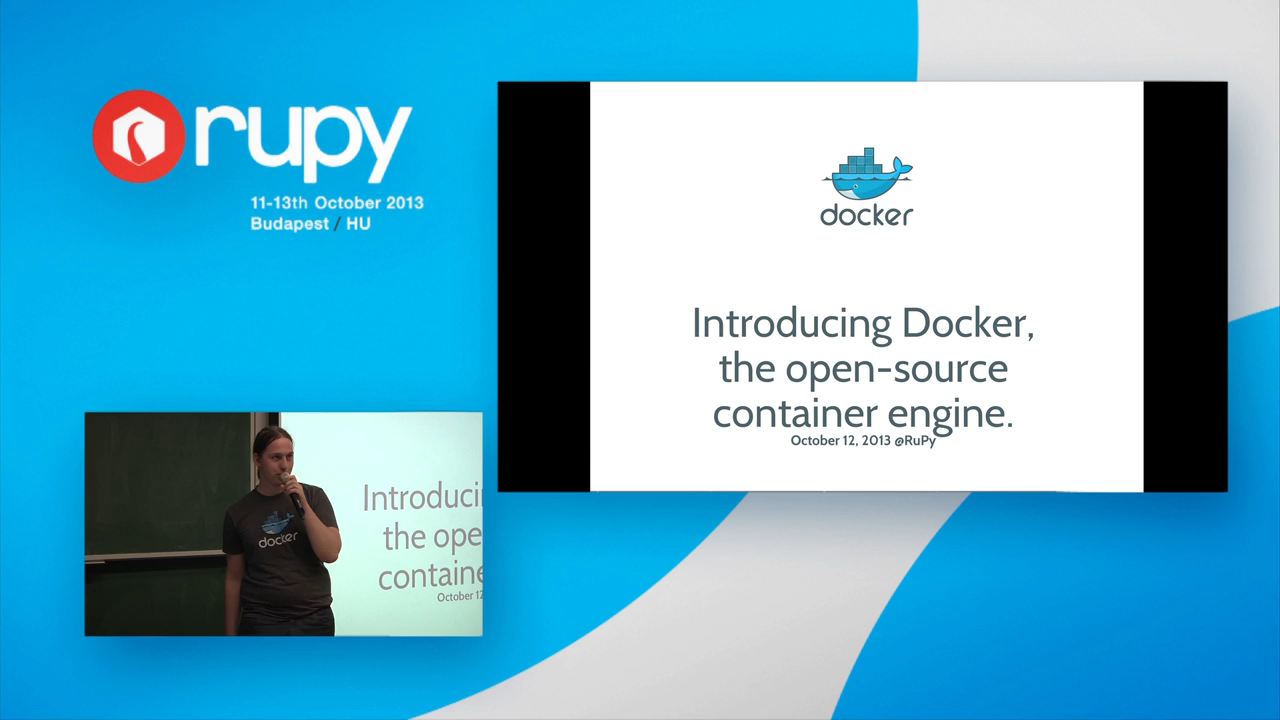 rupy
11-13th October 2013
Budapest / HU
docker
Introducing Docker,
the open-source
container engine.
October 12, 2013 @RuPy
docker
Introduci
the ope
containe
October 12